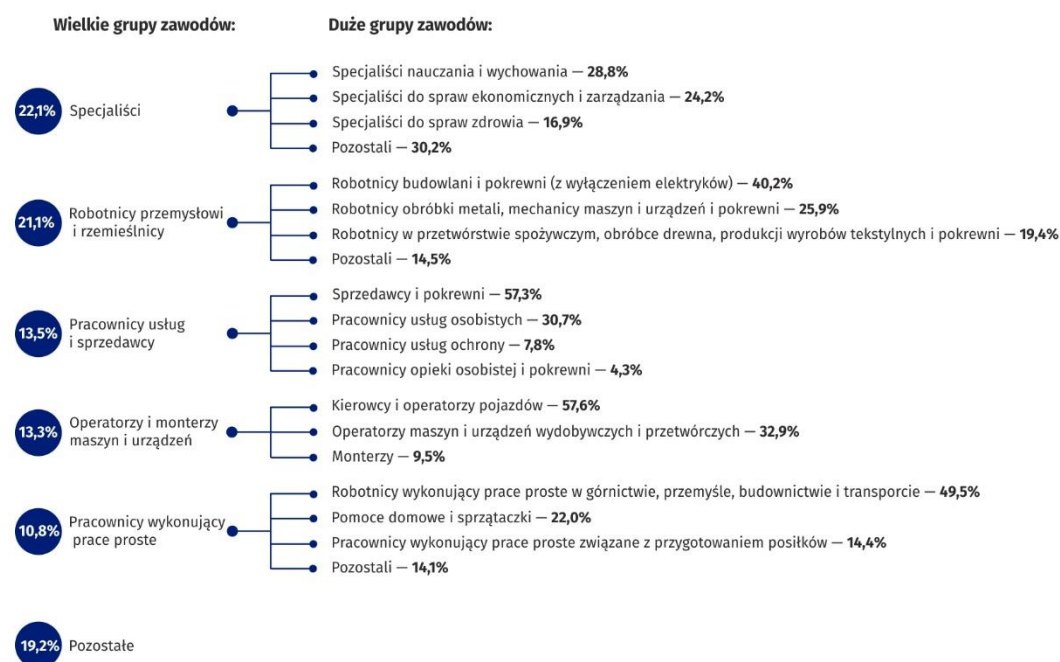 Wielkie grupy zawodów:
Duże grupy zawodów:
22,1%
Specjaliści
Specjaliści nauczania i wychowania — 28,8%
Specjaliści do spraw ekonomicznych i zarządzania — 24,2%
Specjaliści do spraw zdrowia — 16,9%
Pozostali — 30,2%
21,1%
Robotnicy przemysłowi
i rzemieślnicy
Robotnicy budowlani i pokrewni (z wyłączeniem elektryków) — 40,2%
Robotnicy obróbki metali, mechanicy maszyn i urządzeń i pokrewni — 25,9%
Robotnicy w przetwórstwie spożywczym, obróbce drewna, produkcji wyrobów tekstylnych i pokrewni — 19,4%
Pozostali — 14,5%
13,5%
Pracownicy usług
i sprzedawcy
Sprzedawcy i pokrewni — 57,3%
Pracownicy usług osobistych — 30,7%
Pracownicy usług ochrony — 7,8%
Pracownicy opieki osobistej i pokrewni — 4,3%
13,3%
Operatorzy i monterzy
maszyn i urządzeń
Kierowcy i operatorzy pojazdów — 57,6%
Operatorzy maszyn i urządzeń wydobywczych i przetwórczych — 32,9%
Monterzy — 9,5%
10,8%
Pracownicy wykonujący
prace proste
Robotnicy wykonujący prace proste w górnictwie, przemyśle, budownictwie i transporcie — 49,5%
Pomoce domowe i sprzątaczki — 22,0%
Pracownicy wykonujący prace proste związane z przygotowaniem posiłków — 14,4%
Pozostali — 14,1%
19,2%
Pozostałe